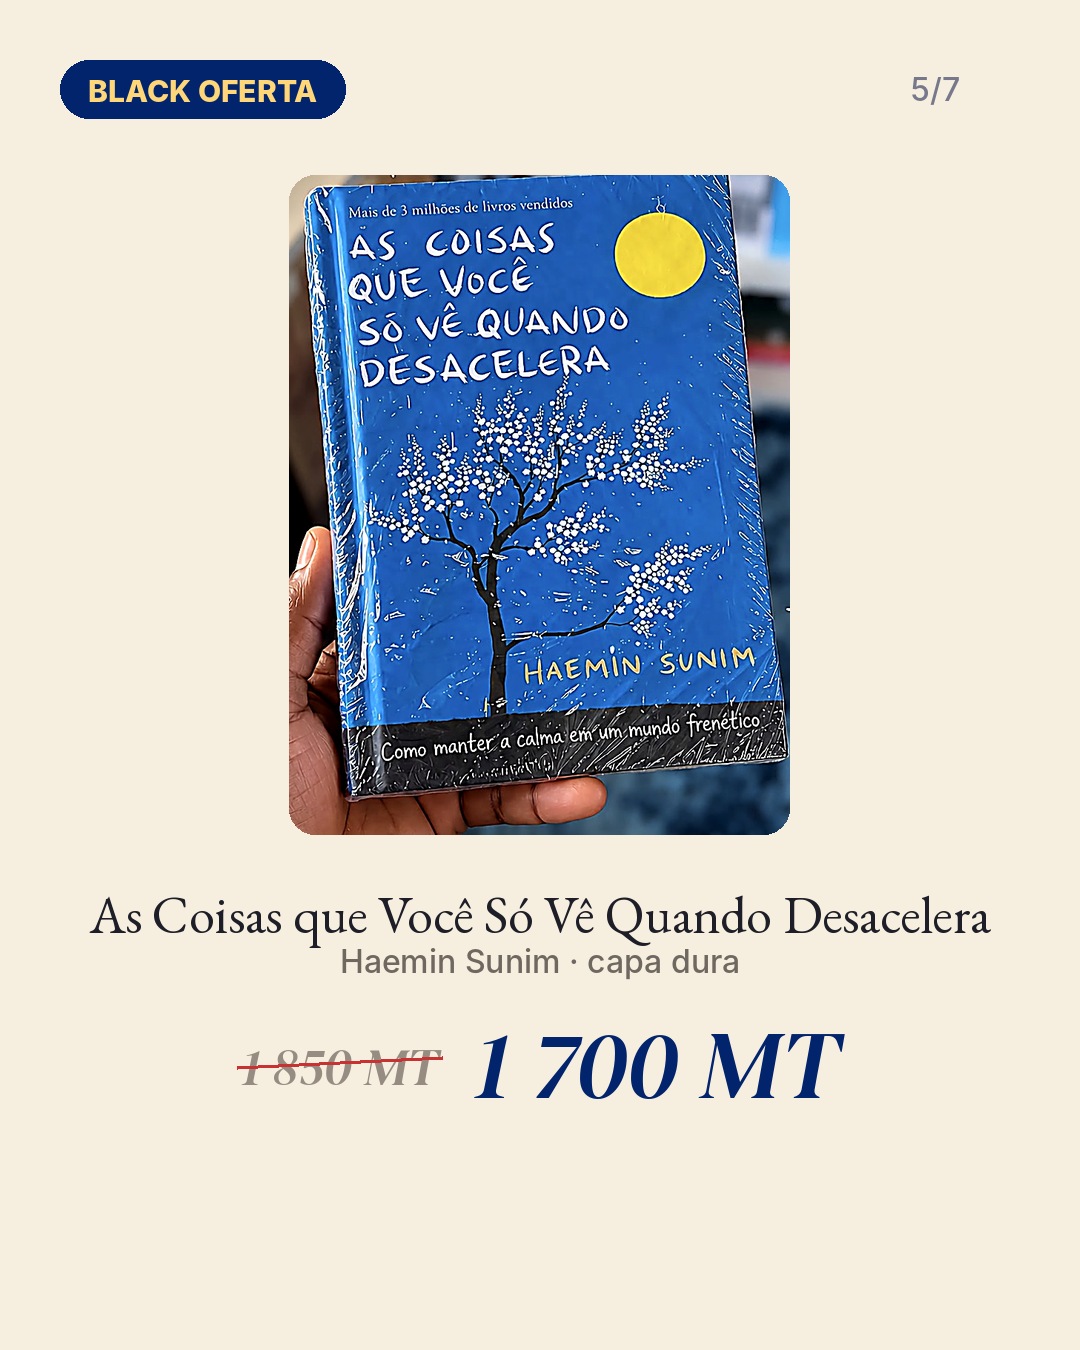 BLACK OFERTA
5/7
Mais de 3 milhões de livros vendidos
AS COISAS
QUE VOCÊ
SÓ VÊ QUANDO
DESACELERA
HAEMIN SUNIM
Como manter a calma em um mundo frenético
As Coisas que Você Só Vê Quando Desacelera
Haemin Sunim · capa dura
1 850 MT 1 700 MT